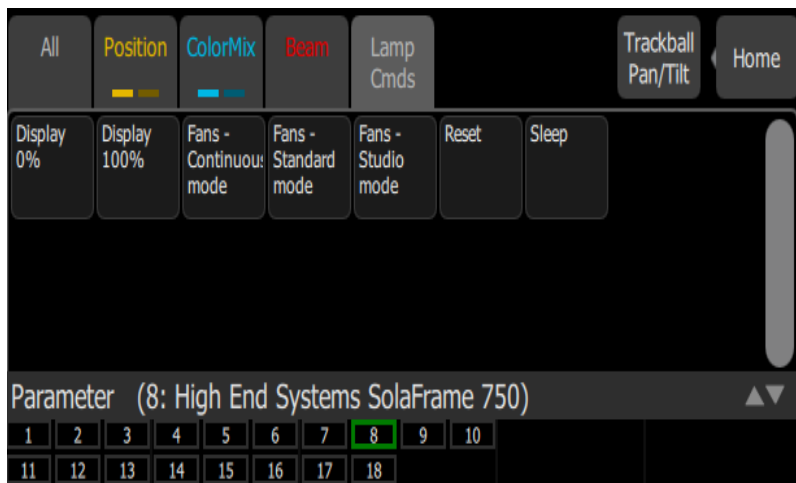 All Position ColorMix Beam Lamp Cmds Trackball Pan/Tilt Home
Display 0% Display 100% Fans - Continuous mode Fans - Standard mode Fans - Studio mode Reset Sleep
Parameter (8: High End Systems SolaFrame 750)
1 2 3 4 5 6 7 8 9 10
11 12 13 14 15 16 17 18